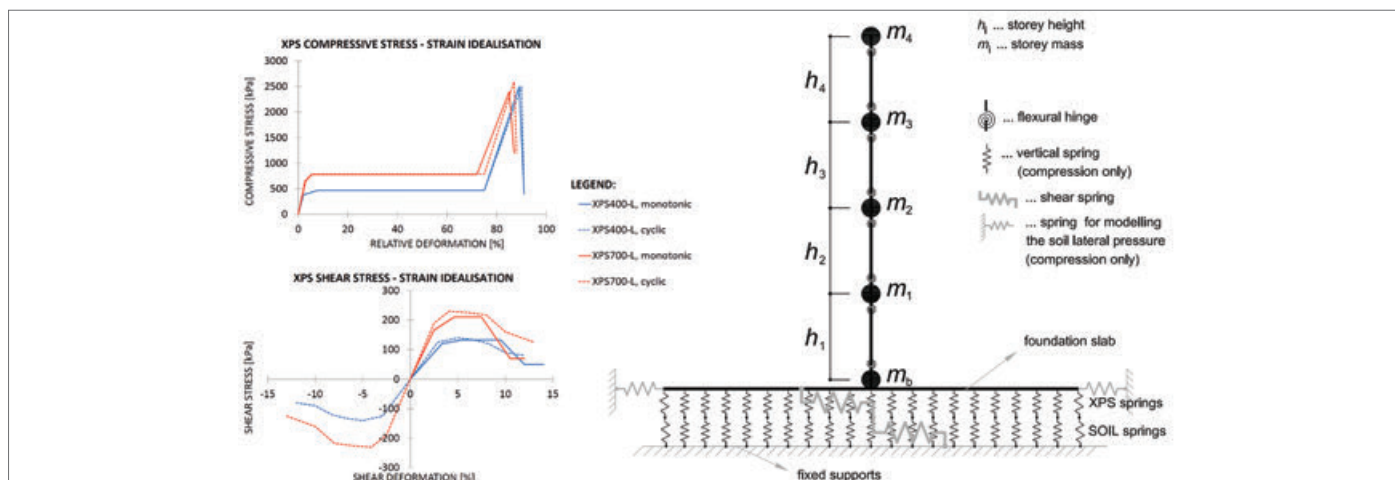 XPS COMPRESSIVE STRESS - STRAIN IDEALISATION
COMPRESSIVE STRESS [kPa]
3000
2500
2000
1500
1000
500
0
0 20 40 60 80 100
RELATIVE DEFORMATION [%]
LEGEND:
XPS400-L, monotonic
XPS400-L, cyclic
XPS700-L, monotonic
XPS700-L, cyclic
XPS SHEAR STRESS - STRAIN IDEALISATION
SHEAR STRESS [kPa]
300
200
100
0
-100
-200
-300
-15 -10 -5 0 5 10 15
SHEAR DEFORMATION [%]
h4
h3
h2
h1
m4
m3
m2
m1
mb
hi ... storey height
mi ... storey mass
... flexural hinge
... vertical spring
(compression only)
... shear spring
... spring for modelling
the soil lateral pressure
(compression only)
foundation slab
XPS springs
SOIL springs
fixed supports